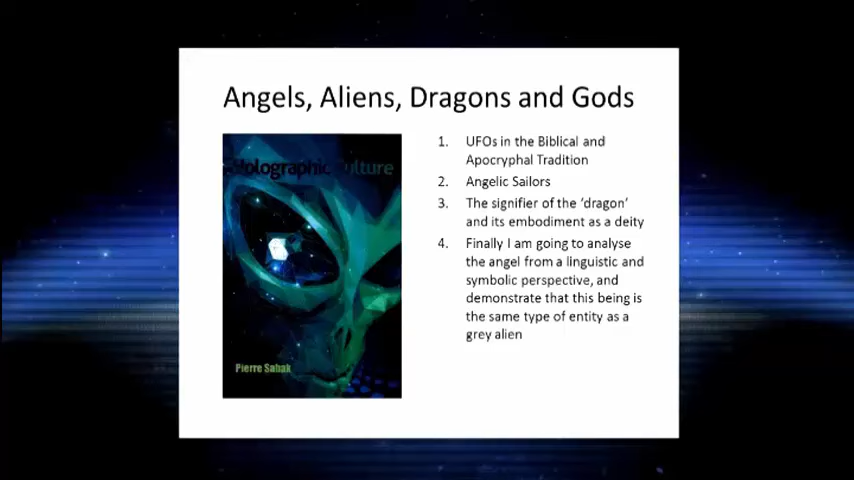 Angels, Aliens, Dragons and Gods
Holographic Culture
Pierre Sabak
1. UFOs in the Biblical and
Apocryphal Tradition
2. Angelic Sailors
3. The signifier of the ‘dragon’
and its embodiment as a deity
4. Finally I am going to analyse
the angel from a linguistic and
symbolic perspective, and
demonstrate that this being is
the same type of entity as a
grey alien